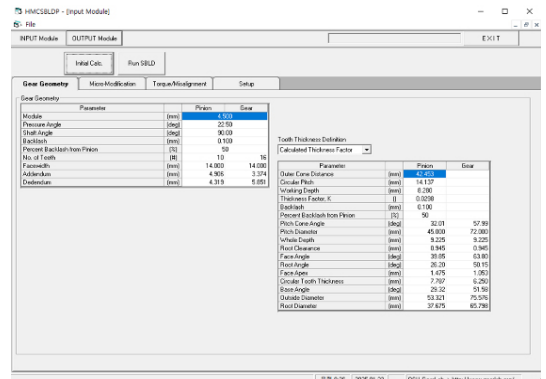 HMCSBLDP - [Input Module]
File
INPUT Module OUTPUT Module EXIT
Initial Calc. Run SBLD
Gear Geometry Micro-Modification Torque/Misalignment Setup
Gear Geometry
Parameter Pinion Gear
Module [mm] 4.500
Pressure Angle [deg] 22.50
Shaft Angle [deg] 90.00
Backlash [mm] 0.100
Percent Backlash from Pinion [%] 50
No. of Teeth [#] 10 16
Facewidth [mm] 14.000 14.000
Addendum [mm] 4.906 3.374
Dedendum [mm] 4.319 5.851
Tooth Thickness Definition
Calculated Thickness Factor
Parameter Pinion Gear
Outer Cone Distance [mm] 42.453
Circular Pitch [mm] 14.137
Working Depth [mm] 8.280
Thickness Factor, K [] 0.0298
Backlash [mm] 0.100
Percent Backlash from Pinion [%] 50
Pitch Cone Angle [deg] 32.01 57.99
Pitch Diameter [mm] 45.000 72.000
Whole Depth [mm] 9.225 9.225
Root Clearance [mm] 0.945 0.945
Face Angle [deg] 39.85 63.80
Root Angle [deg] 26.20 50.15
Face Apex [mm] 1.475 1.053
Circular Tooth Thickness [mm] 7.787 6.250
Base Angle [deg] 29.32 51.58
Outside Diameter [mm] 53.321 75.576
Root Diameter [mm] 37.675 65.798